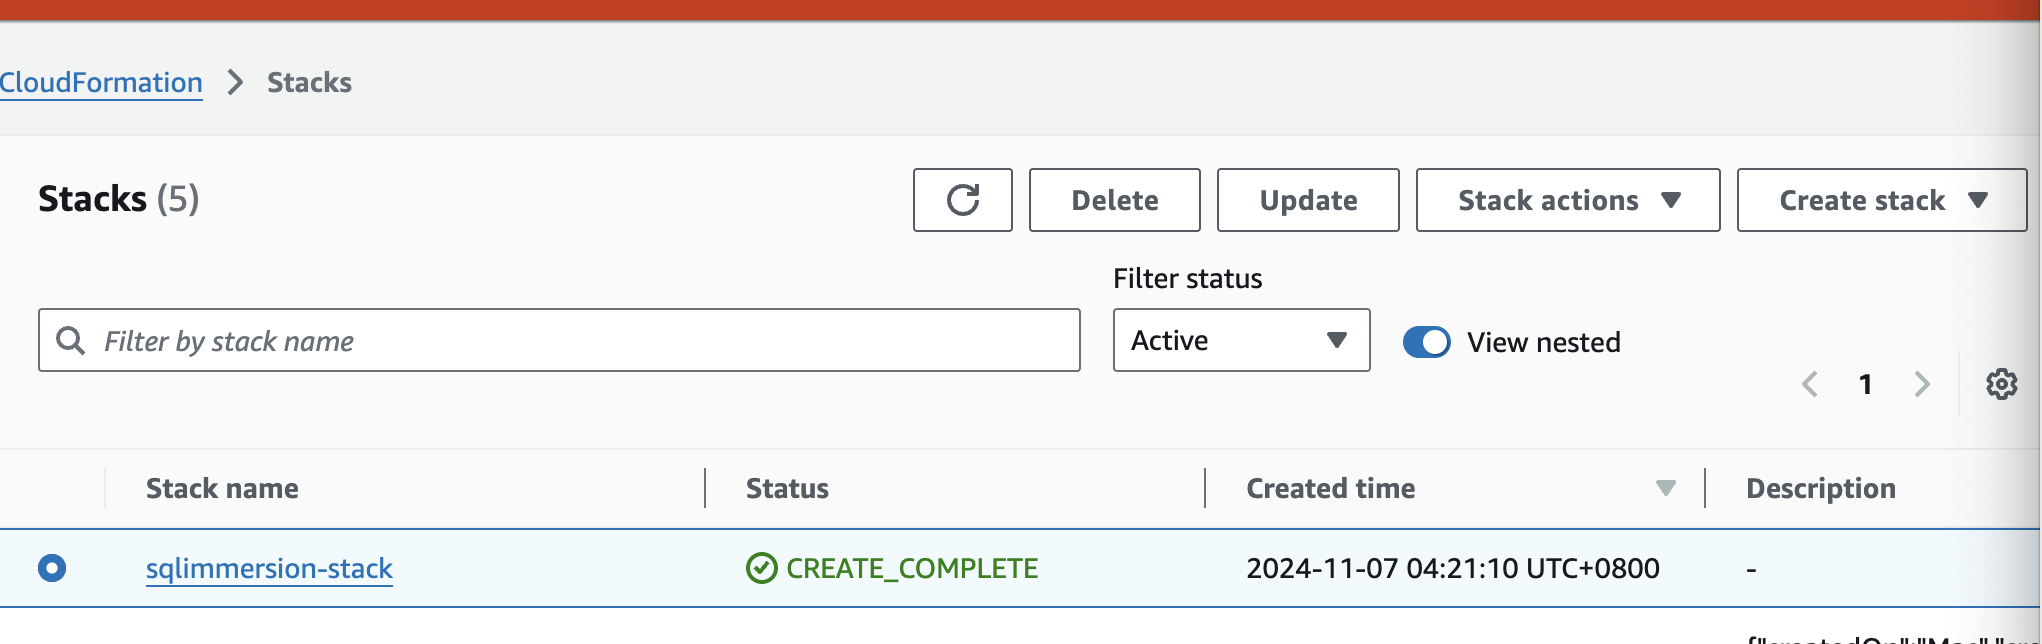 CloudFormation > Stacks
Stacks (5)
Delete
Update
Stack actions
Create stack
Filter status
Filter by stack name
Active
View nested
1
Stack name
Status
Created time
Description
sqlimmersion-stack
CREATE_COMPLETE
2024-11-07 04:21:10 UTC+0800
-